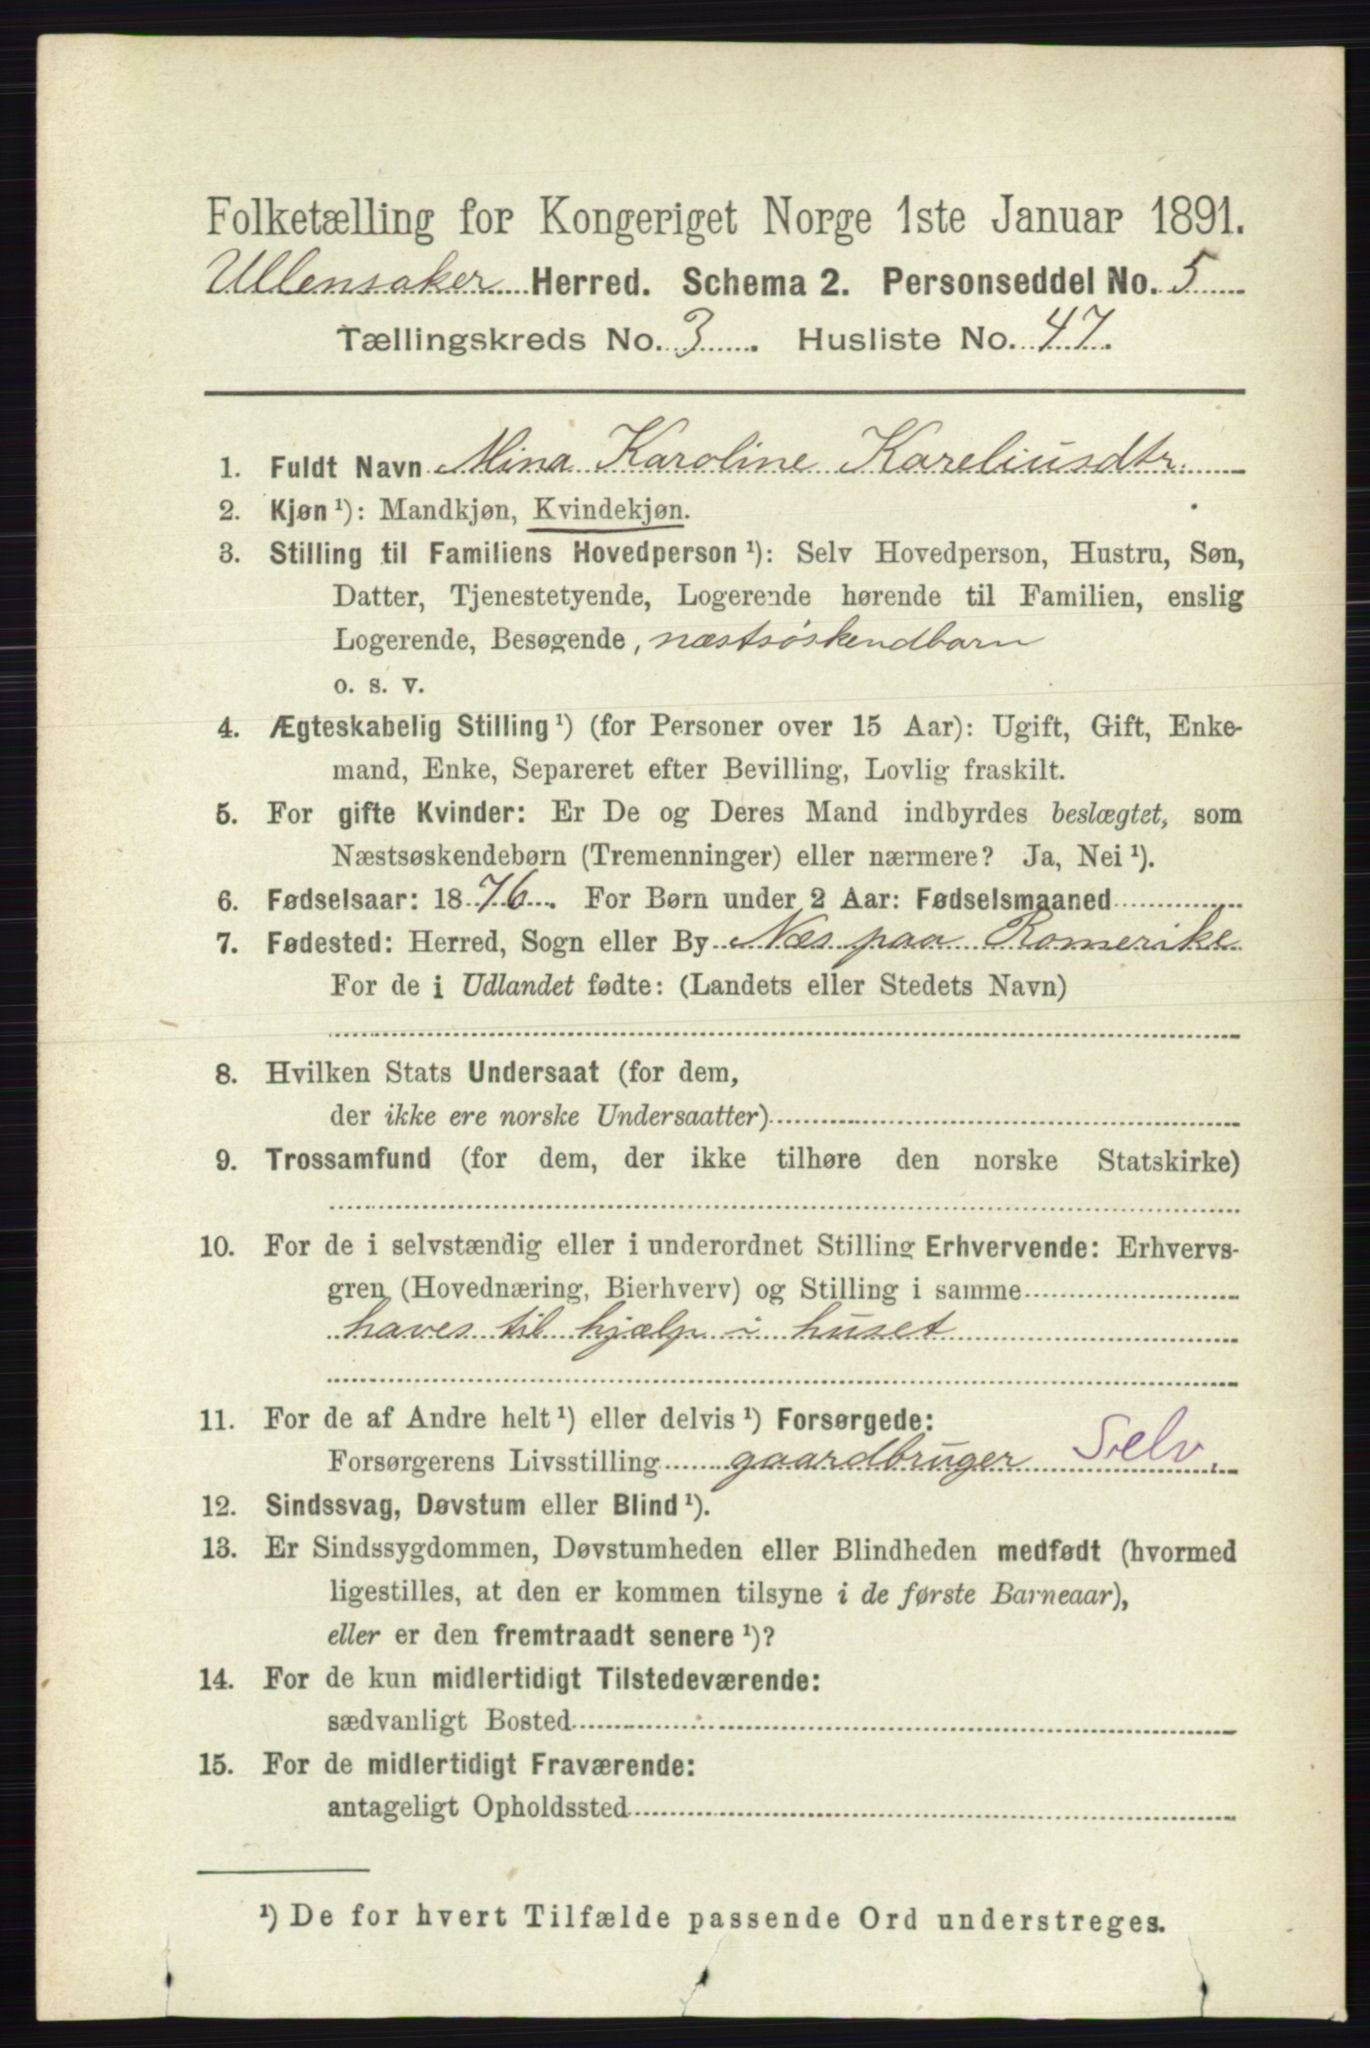 Folketælling for Kongeriget Norge 1ste Januar 1891.
Ullensaker Herred. Schema 2. Personseddel No. 5
Tællingskreds No. 3. Husliste No. 47.
1. Fuldt Navn Mina Karoline Kareliusdtr.
2. Kjøn ¹): Mandkjøn, Kvindekjøn.
3. Stilling til Familiens Hovedperson ¹): Selv Hovedperson, Hustru, Søn,
Datter, Tjenestetyende, Logerende hørende til Familien, enslig
Logerende, Besøgende, næstsøskendbarn
o. s. v.
4. Ægteskabelig Stilling ¹) (for Personer over 15 Aar): Ugift, Gift, Enke-
mand, Enke, Separeret efter Bevilling, Lovlig fraskilt.
5. For gifte Kvinder: Er De og Deres Mand indbyrdes beslægtet, som
Næstsøskendebørn (Tremenninger) eller nærmere? Ja, Nei ¹).
6. Fødselsaar: 1876. For Børn under 2 Aar: Fødselsmaaned
7. Fødested: Herred, Sogn eller By Næs paa Romerike
For de i Udlandet fødte: (Landets eller Stedets Navn)
8. Hvilken Stats Undersaat (for dem,
der ikke ere norske Undersaatter)
9. Trossamfund (for dem, der ikke tilhøre den norske Statskirke)
10. For de i selvstændig eller i underordnet Stilling Erhvervende: Erhvervs-
gren (Hovednæring, Bierhverv) og Stilling i samme
haves til hjælp i huset
11. For de af Andre helt ¹) eller delvis ¹) Forsørgede:
Forsørgerens Livsstilling gaardbruger Selv.
12. Sindssvag, Døvstum eller Blind ¹).
13. Er Sindssygdommen, Døvstumheden eller Blindheden medfødt (hvormed
ligestilles, at den er kommen tilsyne i de første Barneaar),
eller er den fremtraadt senere ¹)?
14. For de kun midlertidigt Tilstedeværende:
sædvanligt Bosted
15. For de midlertidigt Fraværende:
antageligt Opholdssted
¹) De for hvert Tilfælde passende Ord understreges.